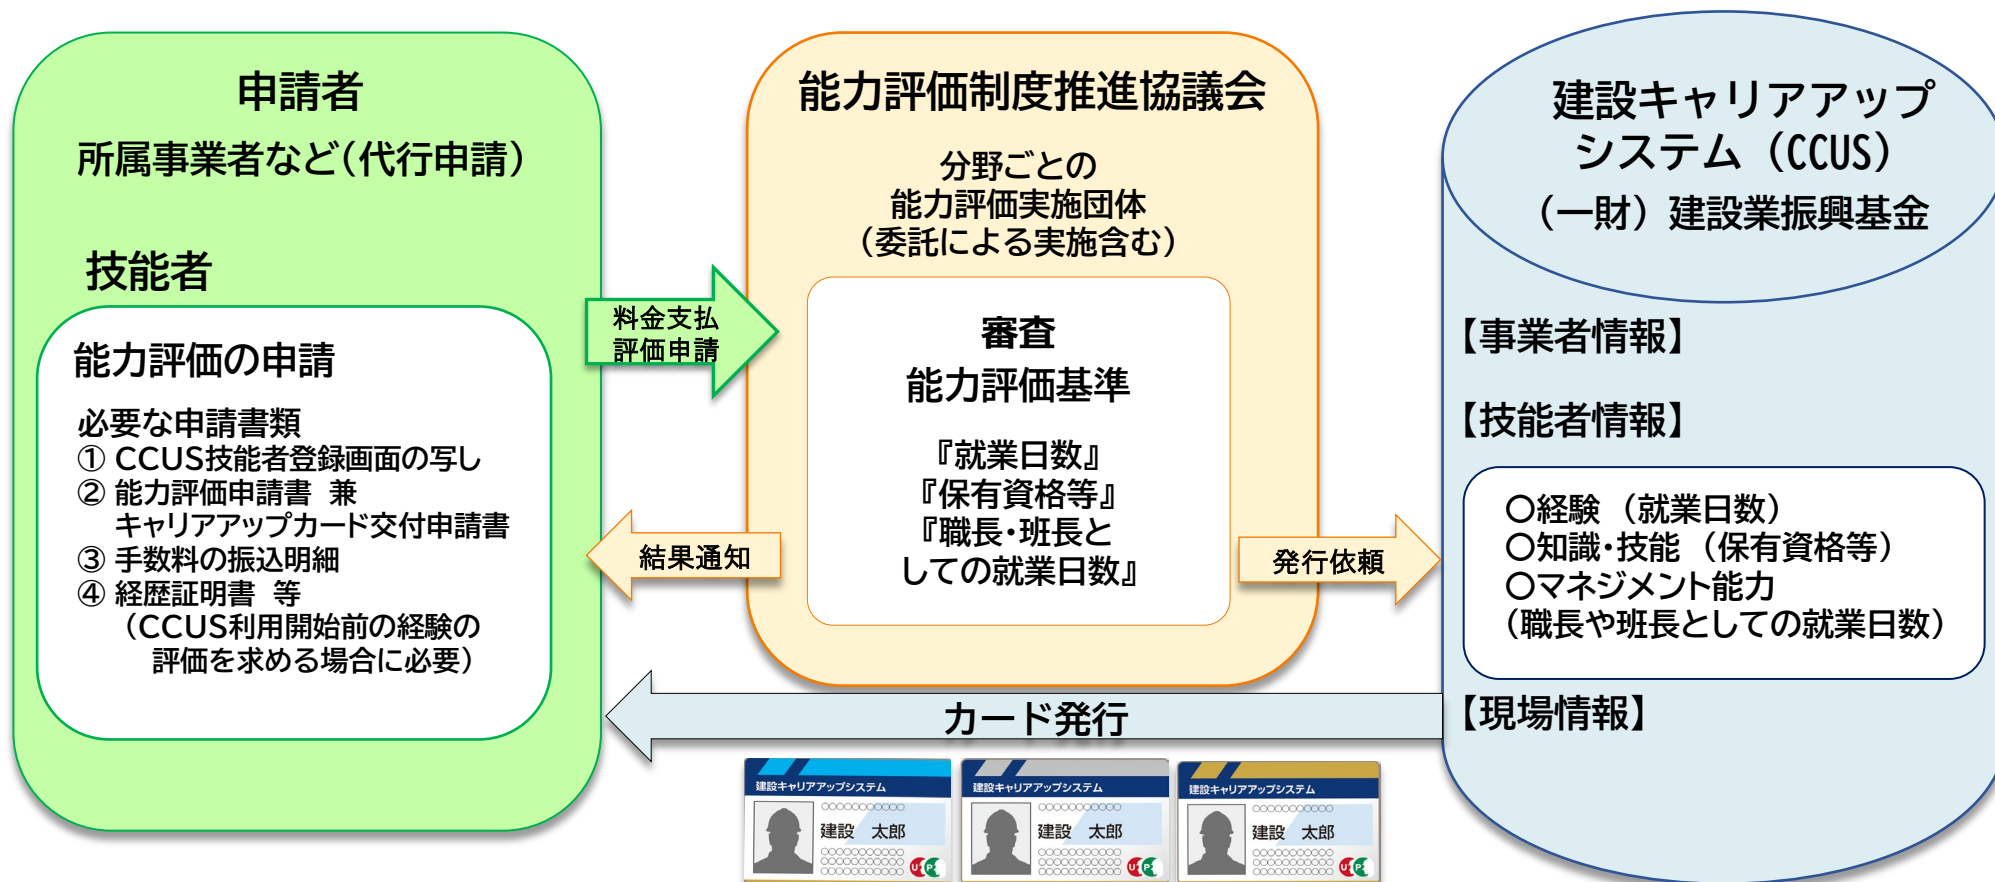 申請者
所属事業者など(代行申請)
技能者
能力評価の申請
必要な申請書類
① CCUS技能者登録画面の写し
② 能力評価申請書 兼
キャリアアップカード交付申請書
③ 手数料の振込明細
④ 経歴証明書 等
(CCUS利用開始前の経験の
評価を求める場合に必要)
料金支払
評価申請
結果通知
能力評価制度推進協議会
分野ごとの
能力評価実施団体
(委託による実施含む)
審査
能力評価基準
『就業日数』
『保有資格等』
『職長・班長と
しての就業日数』
発行依頼
建設キャリアアップ
システム（CCUS）
（一財）建設業振興基金
【事業者情報】
【技能者情報】
○経験 （就業日数）
○知識・技能 （保有資格等）
○マネジメント能力
（職長や班長としての就業日数）
【現場情報】
カード発行
建設キャリアアップシステム
○○○○○○○○○○
建設 太郎
○○○○○○○○○○
○○○○○○○○○○
○○○○○○○○○○
建設キャリアアップシステム
○○○○○○○○○○
建設 太郎
○○○○○○○○○○
○○○○○○○○○○
○○○○○○○○○○
建設キャリアアップシステム
○○○○○○○○○○
建設 太郎
○○○○○○○○○○
○○○○○○○○○○
○○○○○○○○○○